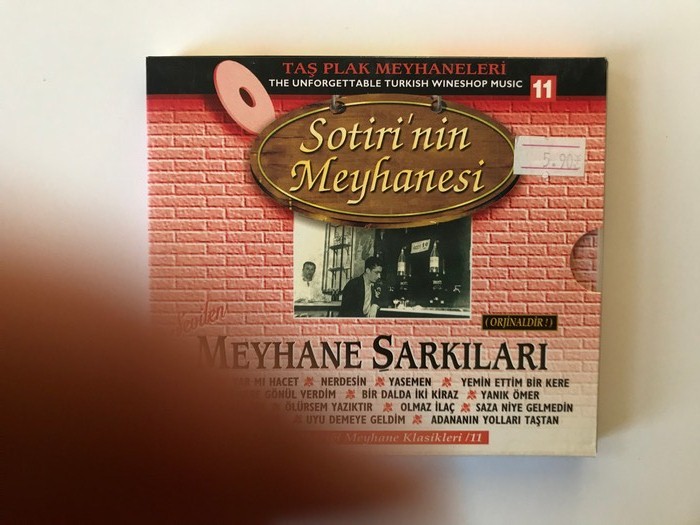 TAŞ PLAK MEYHANELERİ
THE UNFORGETTABLE TURKISH WINESHOP MUSIC 11
Sotiri'nin
Meyhanesi
5.90
(ORJİNALDİR!)
MEYHANE ŞARKILARI
MI HACET NERDESİN YASEMEN YEMİN ETTİM BİR KERE
GÖNÜL VERDİM BİR DALDA İKİ KİRAZ YANIK ÖMER
ÖLÜRSEM YAZIKTIR OLMAZ İLAÇ SAZA NİYE GELMEDİN
UYU DEMEYE GELDİM ADANANIN YOLLARI TAŞTAN
Meyhane Klasikleri /11